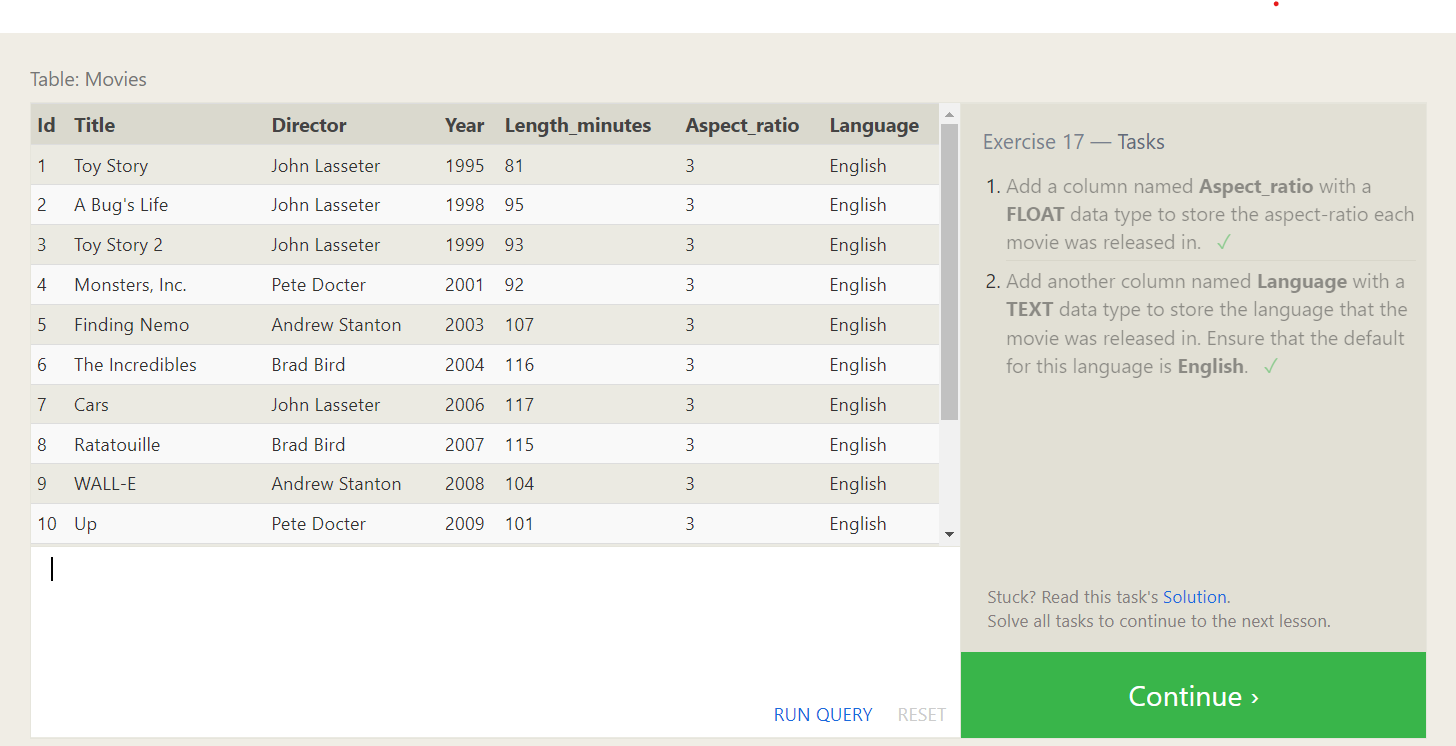 Table: Movies
Id Title Director Year Length_minutes Aspect_ratio Language
1 Toy Story John Lasseter 1995 81 3 English
2 A Bug's Life John Lasseter 1998 95 3 English
3 Toy Story 2 John Lasseter 1999 93 3 English
4 Monsters, Inc. Pete Docter 2001 92 3 English
5 Finding Nemo Andrew Stanton 2003 107 3 English
6 The Incredibles Brad Bird 2004 116 3 English
7 Cars John Lasseter 2006 117 3 English
8 Ratatouille Brad Bird 2007 115 3 English
9 WALL-E Andrew Stanton 2008 104 3 English
10 Up Pete Docter 2009 101 3 English
RUN QUERY RESET
Exercise 17 — Tasks
1. Add a column named Aspect_ratio with a
FLOAT data type to store the aspect-ratio each
movie was released in. ✓
2. Add another column named Language with a
TEXT data type to store the language that the
movie was released in. Ensure that the default
for this language is English. ✓
Stuck? Read this task's Solution.
Solve all tasks to continue to the next lesson.
Continue ›